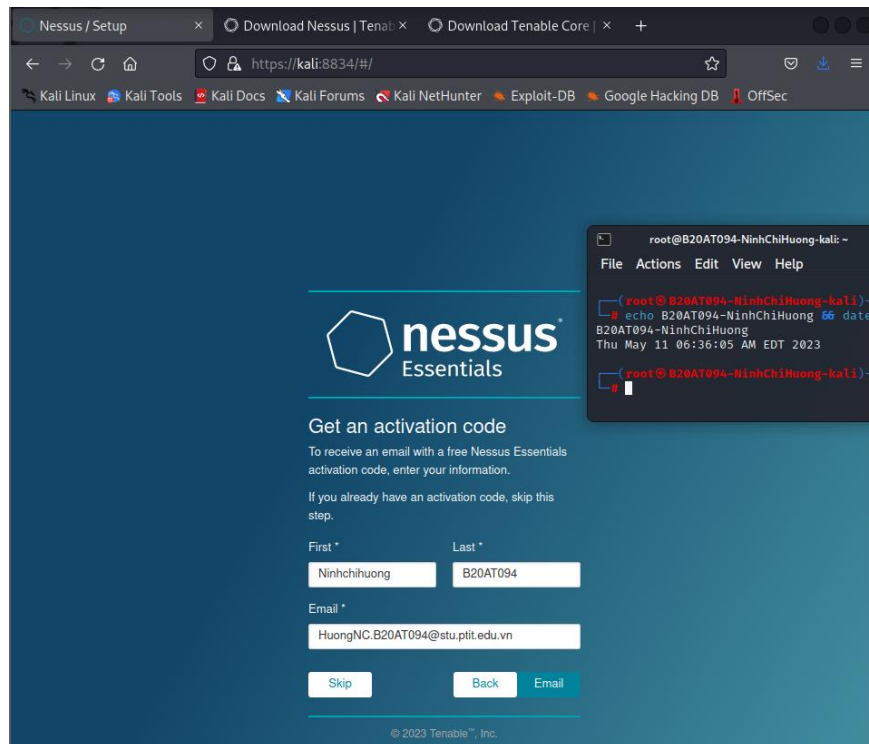 Nessus / Setup × Download Nessus | Tenab × Download Tenable Core | × +
https://kali:8834/#/
Kali Linux Kali Tools Kali Docs Kali Forums Kali NetHunter Exploit-DB Google Hacking DB OffSec
root@B20AT094-NinhChiHuong-kali: ~
File Actions Edit View Help
(root㉿B20AT094-NinhChiHuong-kali)-
# echo B20AT094-NinhChiHuong && date
B20AT094-NinhChiHuong
Thu May 11 06:36:05 AM EDT 2023
(root㉿B20AT094-NinhChiHuong-kali)-
#
nessus
Essentials
Get an activation code
To receive an email with a free Nessus Essentials
activation code, enter your information.
If you already have an activation code, skip this
step.
First * Last *
Ninhchihuong B20AT094
Email *
HuongNC.B20AT094@stu.ptit.edu.vn
Skip Back Email
© 2023 Tenable™, Inc.